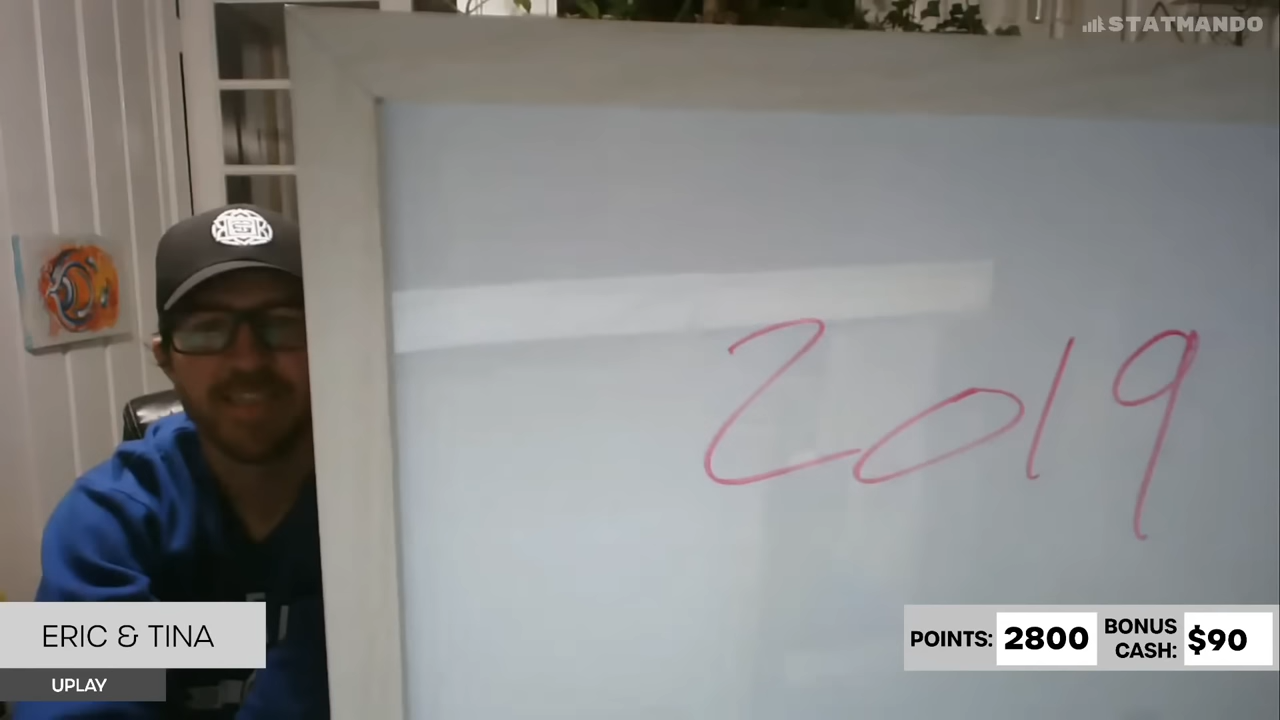 STATMANDO
2019
ERIC & TINA
UPLAY
POINTS: 2800 BONUS CASH: $90